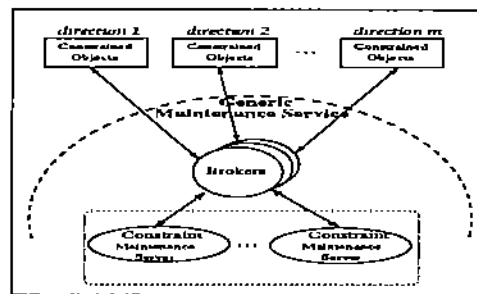 direction 1 direction 2 direction m
Constrained Constrained ... Constrained
Objects Objects Objects
Generic
Maintenance Service
Brokers
Constraint Constraint
Maintenance ... Maintenance
Server Server